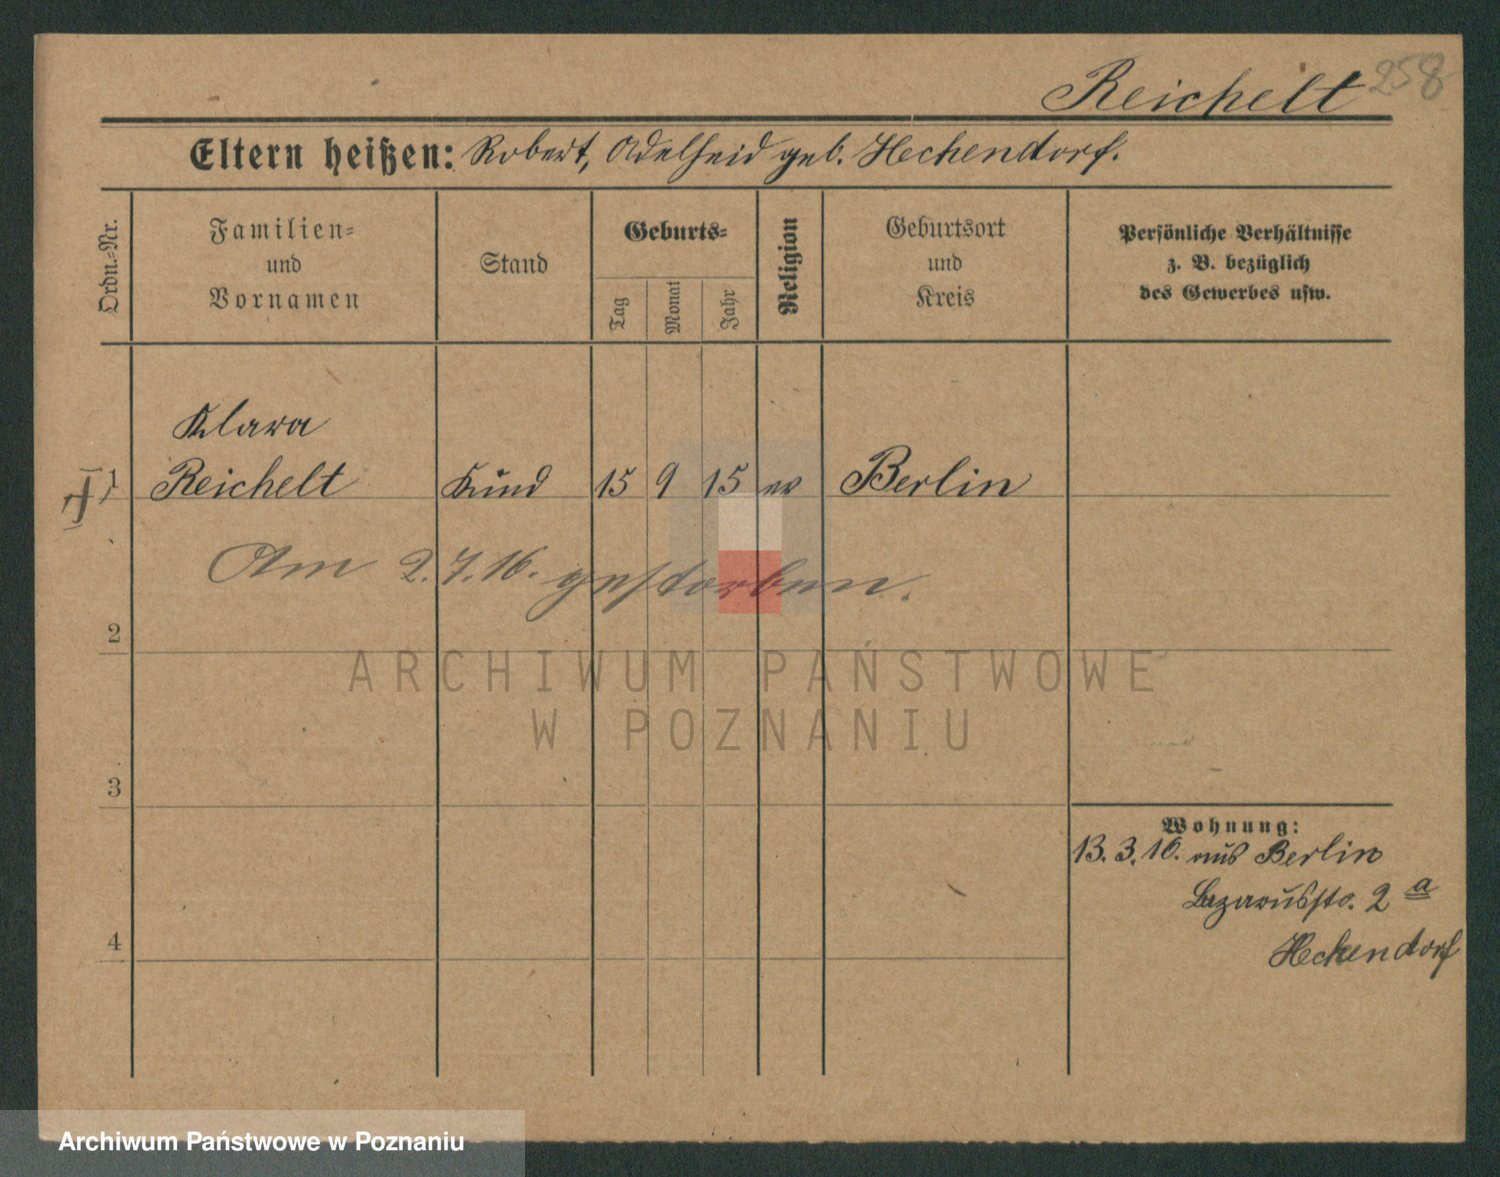 Reichelt 258
Eltern heißen: Robert, Adelheid geb. Heckendorf.
Ordn.-Nr.
Familien-
und
Vornamen
Stand
Geburts-
Tag
Monat
Jahr
Religion
Geburtsort
und
Kreis
Persönliche Verhältnisse
z. B. bezüglich
des Gewerbes usw.
Klara
1 Reichelt Kind 15 9 15 ev Berlin
Am 2.7.16. gestorben.
2
ARCHIWUM PAŃSTWOWE
W POZNANIU
3
Wohnung:
13.3.16. aus Berlin
Lazarusstr. 2 a
Heckendorf
4
Archiwum Państwowe w Poznaniu